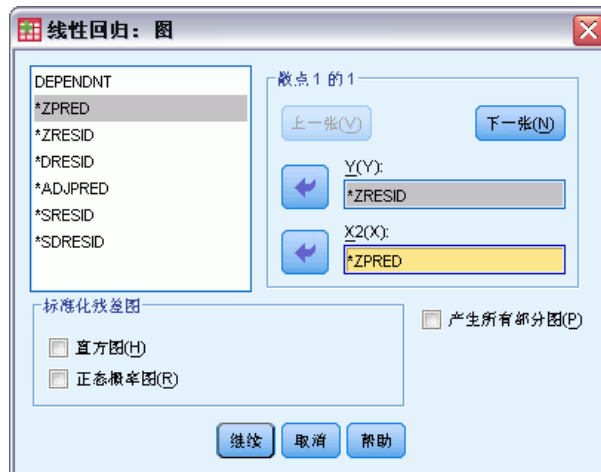 线性回归：图
DEPENDNT
*ZPRED
*ZRESID
*DRESID
*ADJPRED
*SRESID
*SDRESID
散点 1 的 1
上一张(V)
下一张(N)
Y(Y):
*ZRESID
X2(X):
*ZPRED
标准化残差图
直方图(H)
正态概率图(R)
产生所有部分图(P)
继续
取消
帮助